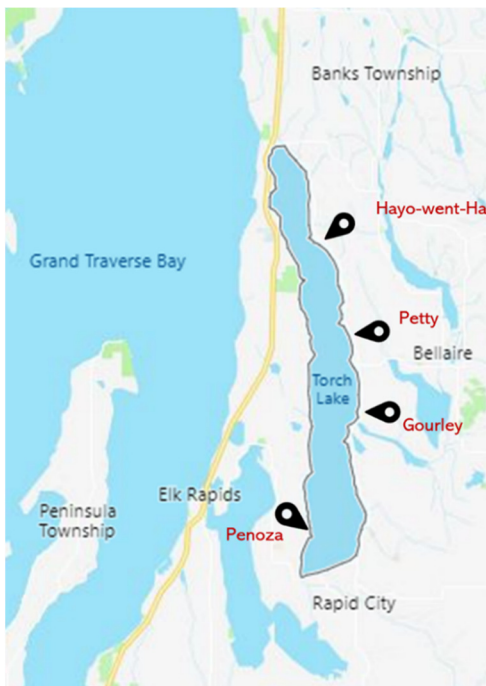 Banks Township
Hayo-went-Ha
Grand Traverse Bay
Petty
Bellaire
Torch
Lake
Gourley
Elk Rapids
Peninsula
Township
Penoza
Rapid City